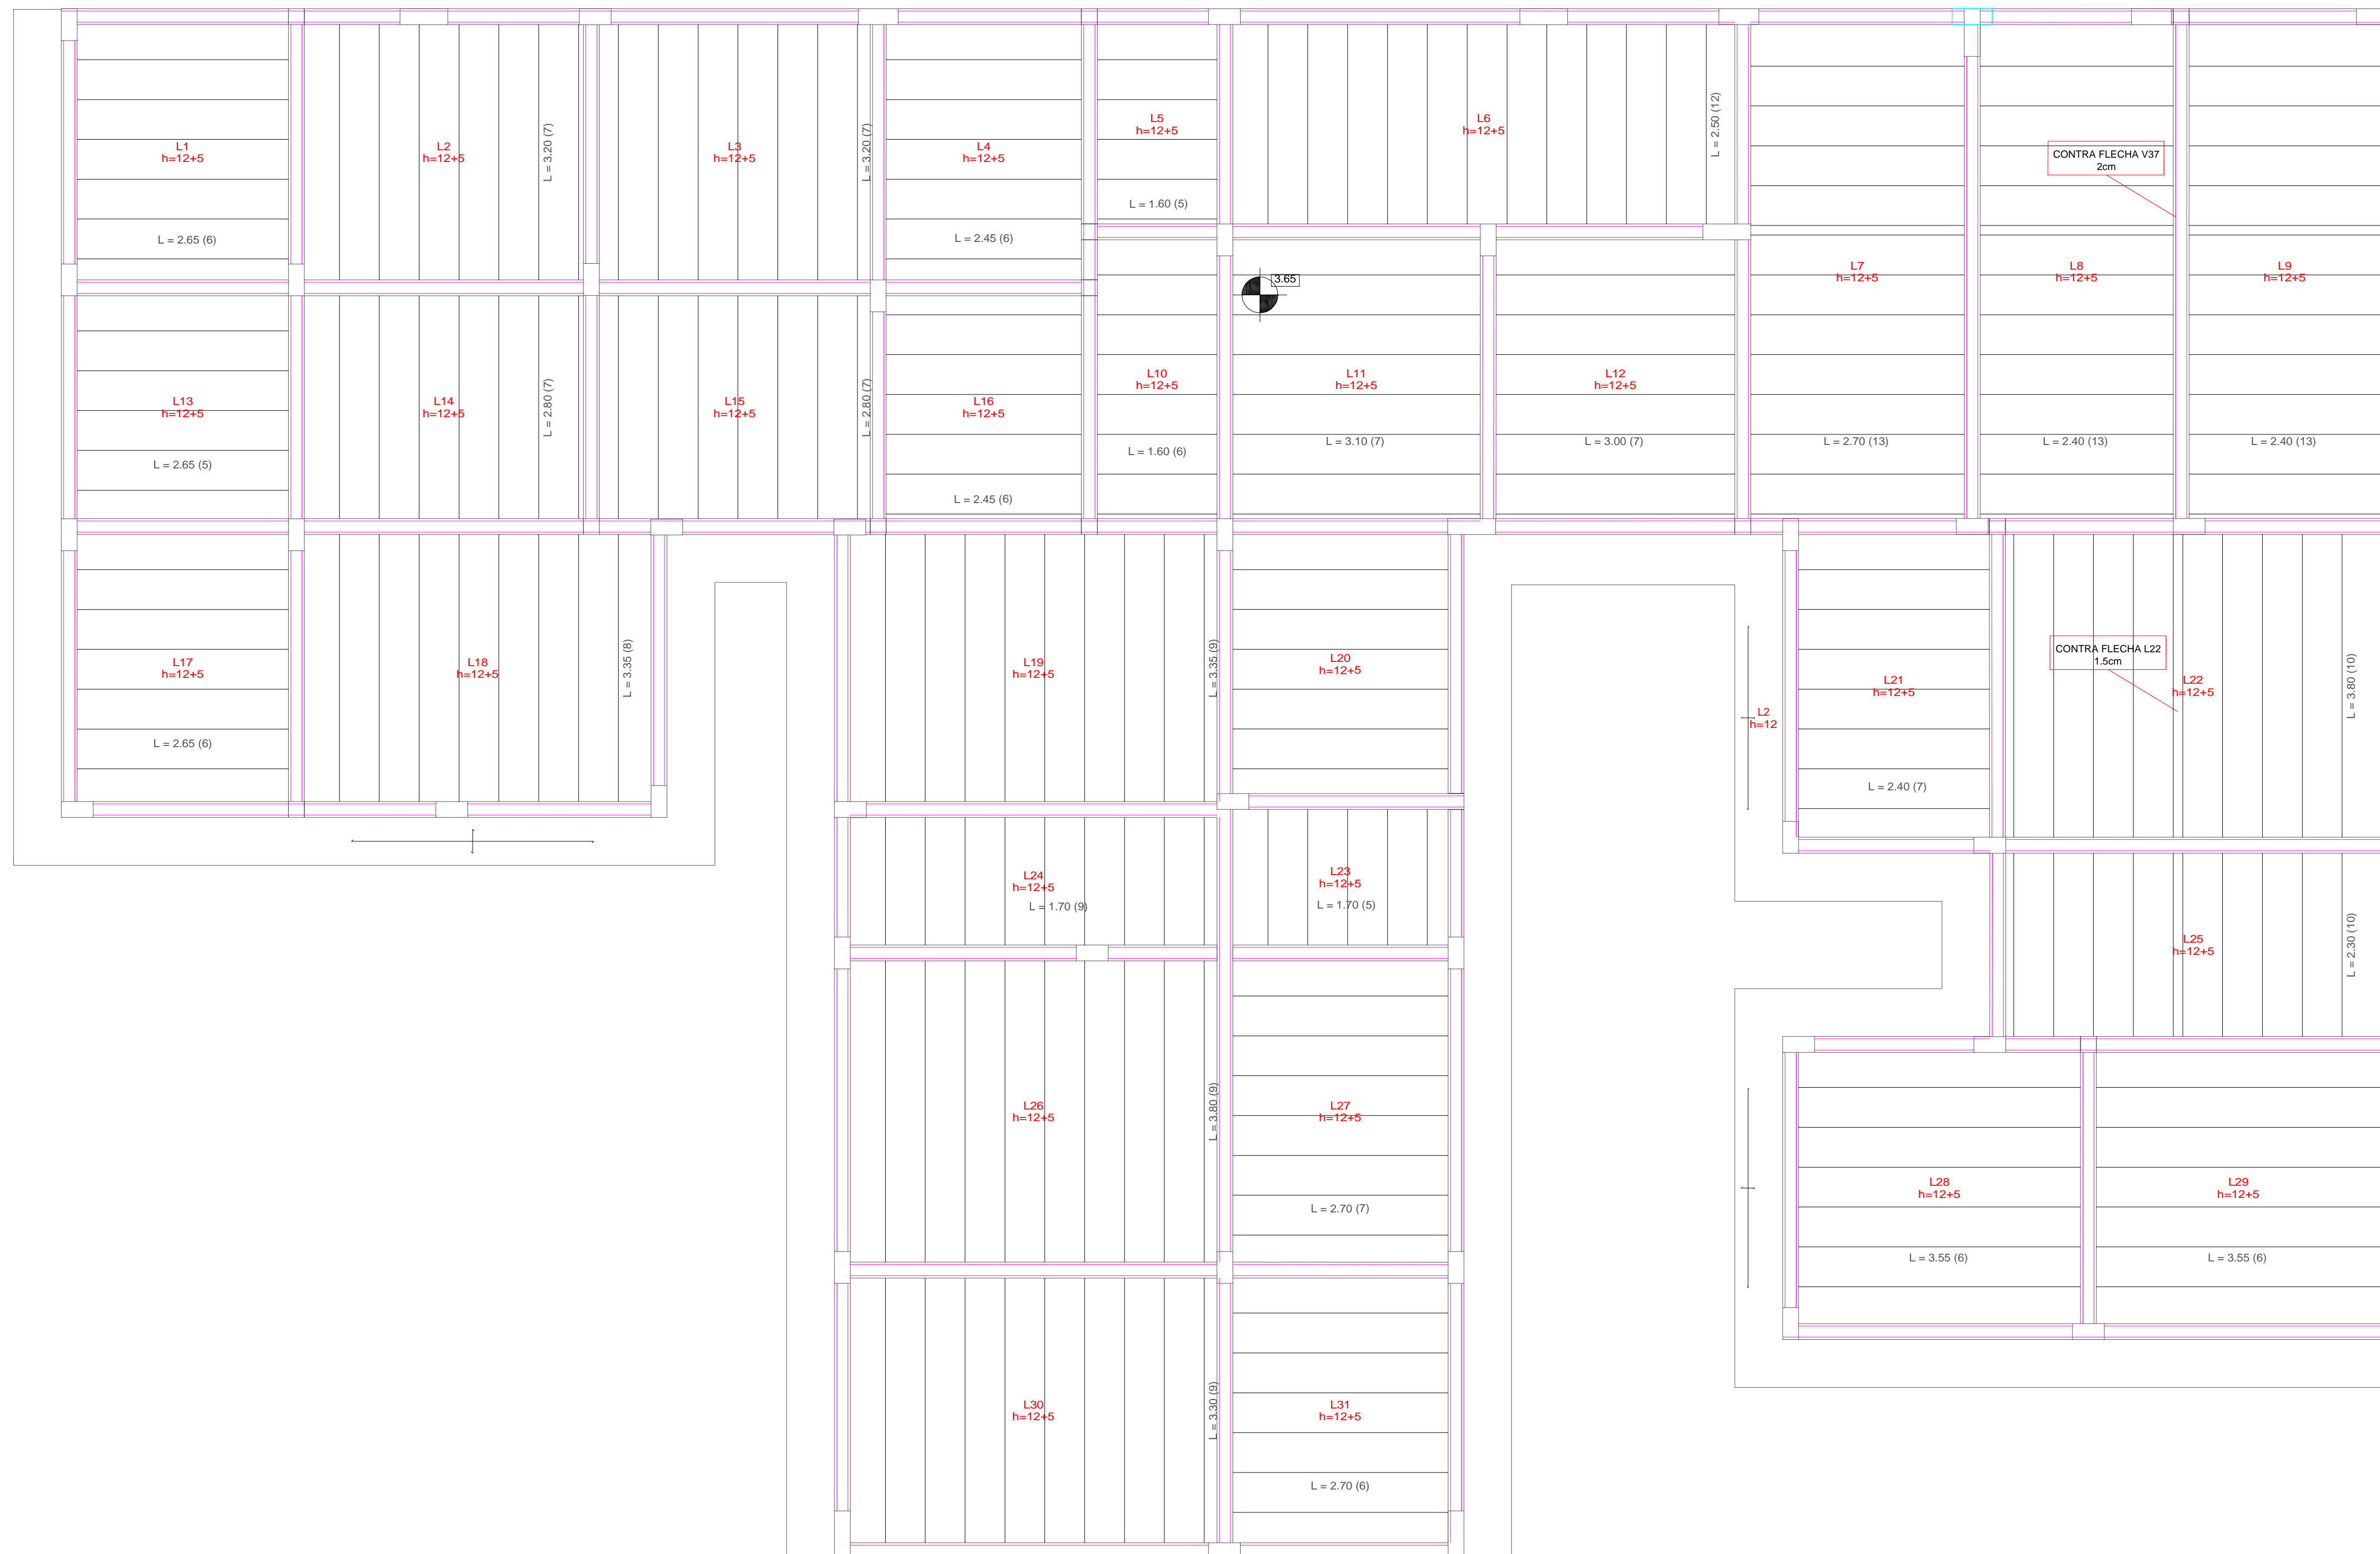 L1
h=12+5
L = 2.65 (6)
L2
h=12+5
L = 3.20 (7)
L3
h=12+5
L = 3.20 (7)
L4
h=12+5
L = 2.45 (6)
L5
h=12+5
L = 1.60 (5)
L6
h=12+5
L = 2.50 (12)
CONTRA FLECHA V37
2cm
3.65
L7
h=12+5
L = 2.70 (13)
L8
h=12+5
L = 2.40 (13)
L9
h=12+5
L = 2.40 (13)
L13
h=12+5
L = 2.65 (5)
L14
h=12+5
L = 2.80 (7)
L15
h=12+5
L = 2.80 (7)
L16
h=12+5
L = 2.45 (6)
L10
h=12+5
L = 1.60 (6)
L11
h=12+5
L = 3.10 (7)
L12
h=12+5
L = 3.00 (7)
L17
h=12+5
L = 2.65 (6)
L18
h=12+5
L = 3.35 (8)
L19
h=12+5
L = 3.35 (9)
L20
h=12+5
L2
h=12
L21
h=12+5
L = 2.40 (7)
CONTRA FLECHA L22
1.5cm
L22
h=12+5
L = 3.80 (10)
L24
h=12+5
L = 1.70 (9)
L23
h=12+5
L = 1.70 (5)
L25
h=12+5
L = 2.30 (10)
L26
h=12+5
L = 3.80 (9)
L27
h=12+5
L = 2.70 (7)
L28
h=12+5
L = 3.55 (6)
L29
h=12+5
L = 3.55 (6)
L30
h=12+5
L = 3.30 (9)
L31
h=12+5
L = 2.70 (6)